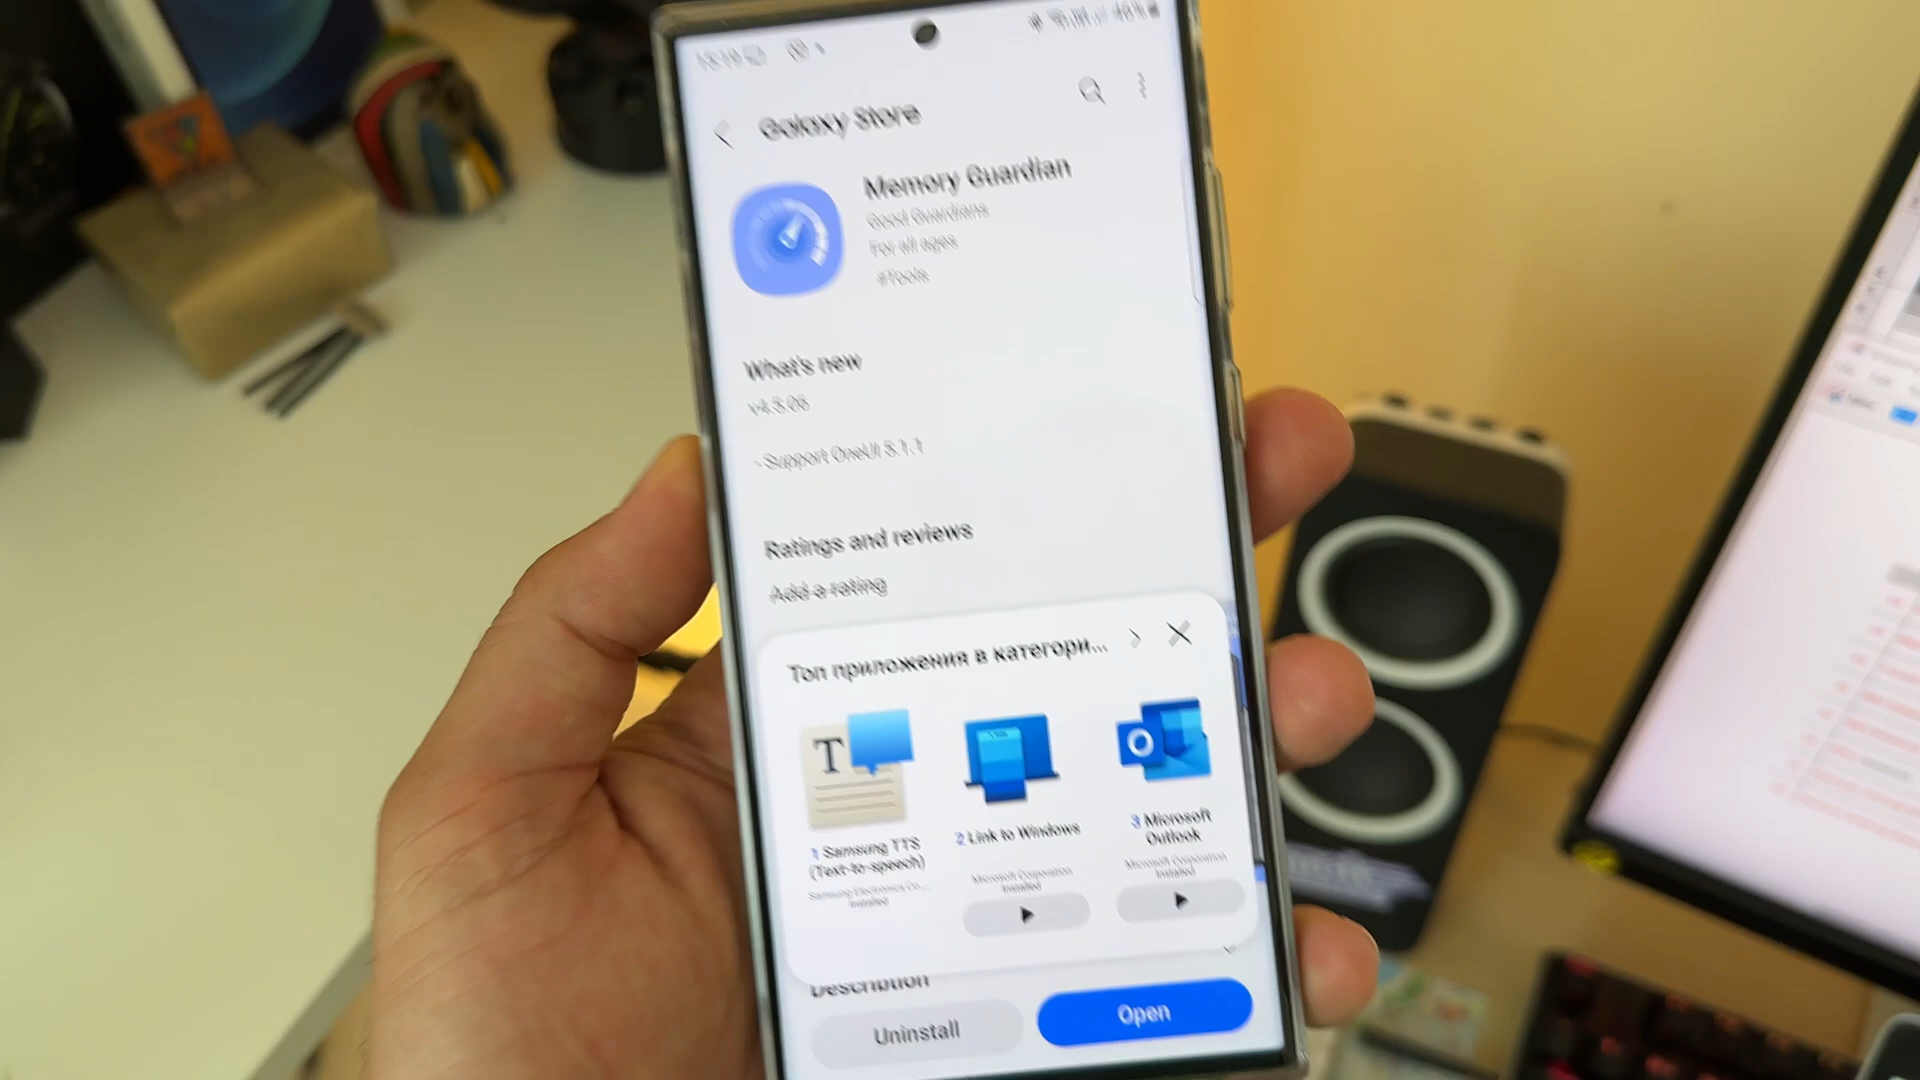 Galaxy Store
Memory Guardian
Good Guardians
For all ages
#Tools
What's new
v4.5.06
- Support OneUI 5.1.1
Ratings and reviews
Add a rating
Топ приложения в категори...
1 Samsung TTS
(Text-to-speech)
Samsung Electronics Co...
Installed
2 Link to Windows
Microsoft Corporation
Installed
3 Microsoft
Outlook
Microsoft Corporation
Installed
Description
Uninstall
Open